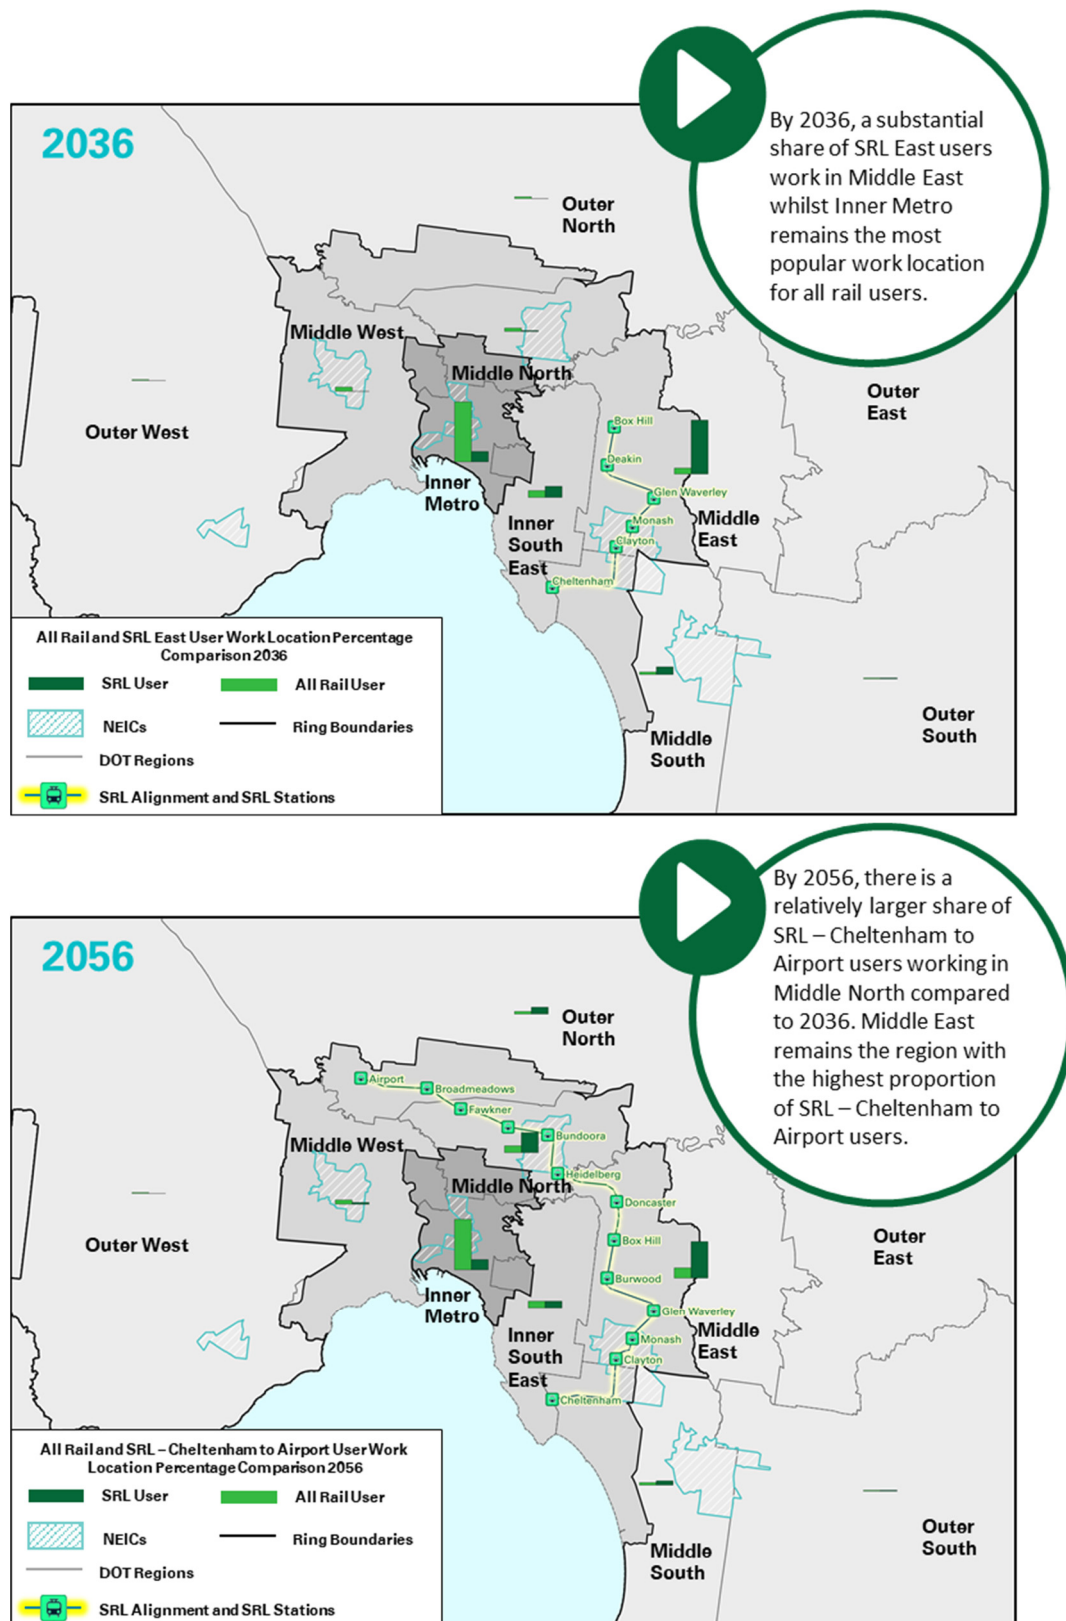 2036
By 2036, a substantial
share of SRL East users
work in Middle East
whilst Inner Metro
remains the most
popular work location
for all rail users.
Outer
North
Middle West
Middle North
Outer
East
Outer West
Box Hill
Deakin
Inner
Metro
Glen Waverley
Inner
South
East
Monash
Middle
East
Clayton
Cheltenham
All Rail and SRL East User Work Location Percentage
Comparison 2036
SRL User
All Rail User
NEICs
Ring Boundaries
DOT Regions
SRL Alignment and SRL Stations
Middle
South
Outer
South
2056
By 2056, there is a
relatively larger share of
SRL – Cheltenham to
Airport users working in
Middle North compared
to 2036. Middle East
remains the region with
the highest proportion
of SRL – Cheltenham to
Airport users.
Outer
North
Airport
Broadmeadows
Fawkner
Bundoora
Middle West
Heidelberg
Middle North
Doncaster
Outer West
Box Hill
Outer
East
Burwood
Inner
Metro
Glen Waverley
Inner
South
East
Monash
Middle
East
Clayton
Cheltenham
All Rail and SRL – Cheltenham to Airport User Work
Location Percentage Comparison 2056
SRL User
All Rail User
NEICs
Ring Boundaries
DOT Regions
SRL Alignment and SRL Stations
Middle
South
Outer
South